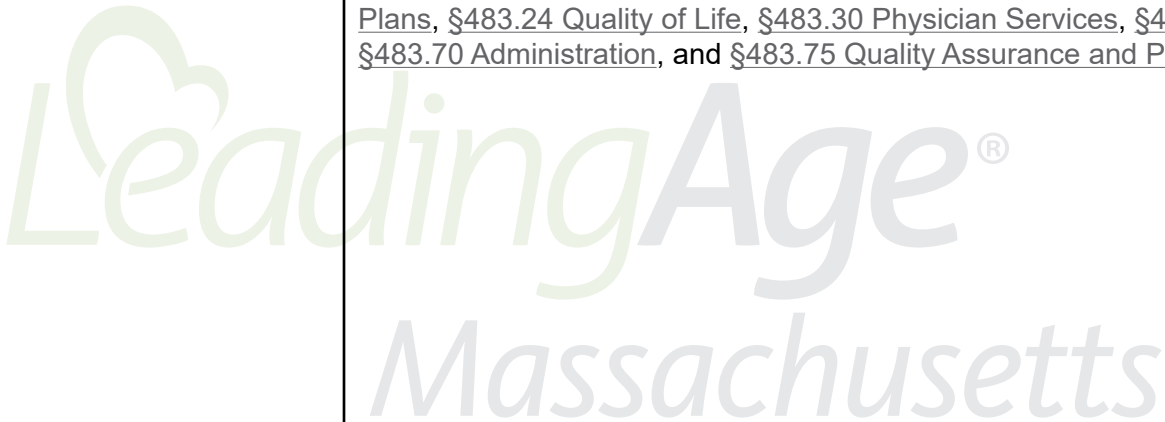 Plans, §483.24 Quality of Life, §483.30 Physician Services, §4
§483.70 Administration, and §483.75 Quality Assurance and P
LeadingAge®
Massachusetts